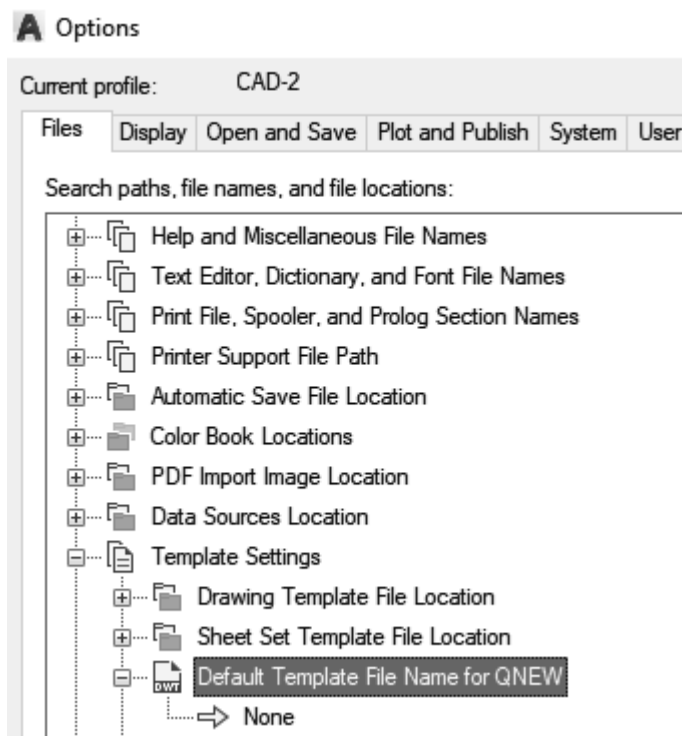 Options
Current profile: CAD-2
Files Display Open and Save Plot and Publish System User
Search paths, file names, and file locations:
Help and Miscellaneous File Names
Text Editor, Dictionary, and Font File Names
Print File, Spooler, and Prolog Section Names
Printer Support File Path
Automatic Save File Location
Color Book Locations
PDF Import Image Location
Data Sources Location
Template Settings
Drawing Template File Location
Sheet Set Template File Location
DWT Default Template File Name for QNEW
None